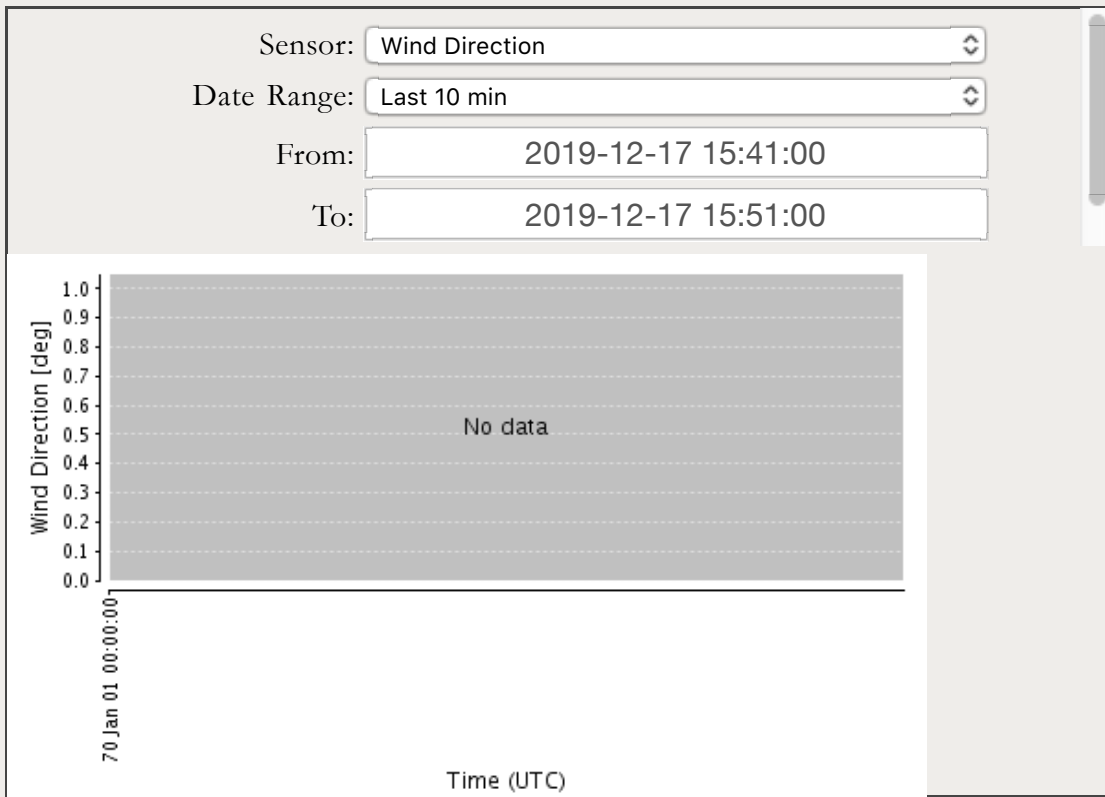 Sensor: Wind Direction
Date Range: Last 10 min
From: 2019-12-17 15:41:00
To: 2019-12-17 15:51:00
Wind Direction [deg]
1.0
0.9
0.8
0.7
0.6
0.5
0.4
0.3
0.2
0.1
0.0
No data
70 Jan 01 00:00:00
Time (UTC)